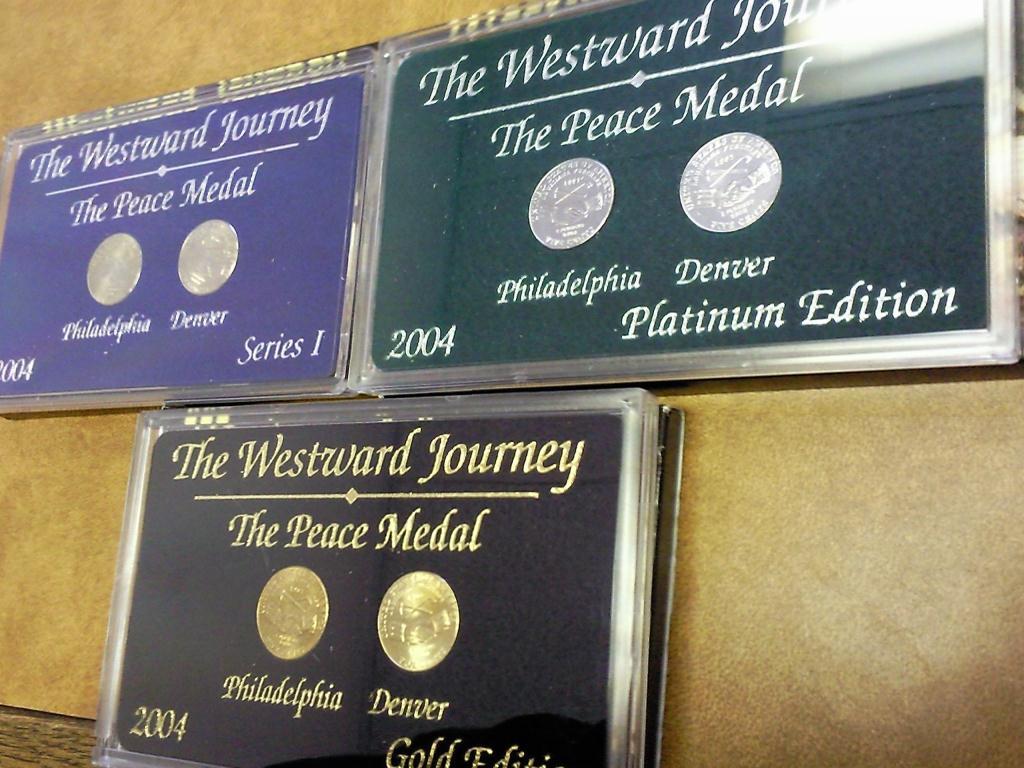 The Westward Journey
The Peace Medal
Philadelphia Denver
2004
Series I
The Westward
The Peace Medal
Philadelphia Denver
2004
Platinum Edition
The Westward Journey
The Peace Medal
Philadelphia Denver
2004
Gold